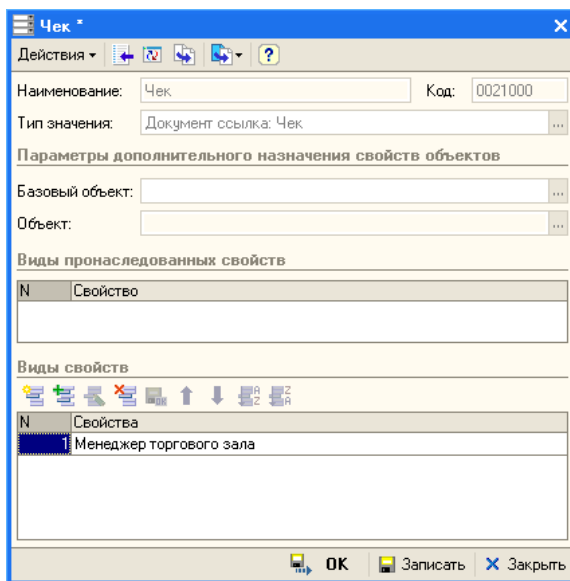 Чек *
Действия
Наименование: Чек Код: 0021000
Тип значения: Документ ссылка: Чек ...
Параметры дополнительного назначения свойств объектов
Базовый объект: ...
Объект: ...
Виды пронаследованных свойств
N Свойство
Виды свойств
N Свойства
1 Менеджер торгового зала
OK Записать Закрыть